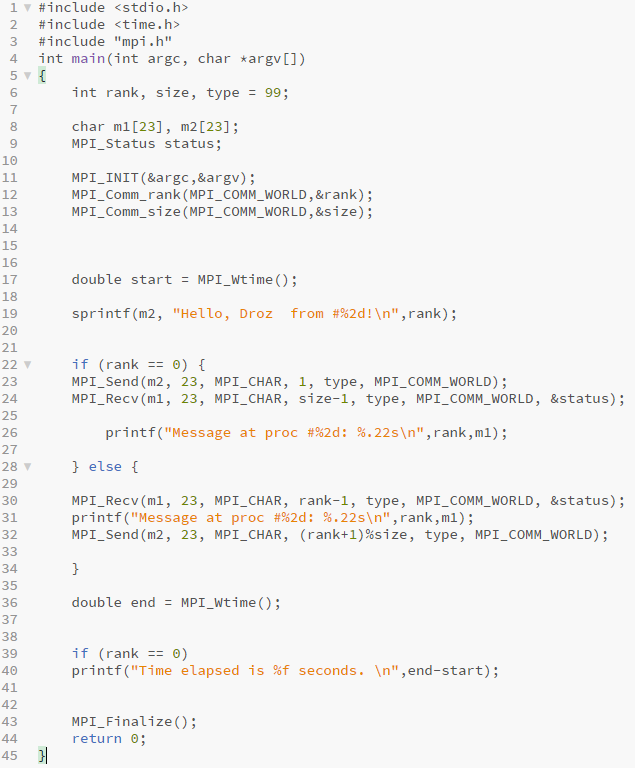 1 #include <stdio.h>
2 #include <time.h>
3 #include "mpi.h"
4 int main(int argc, char *argv[])
5 {
6     int rank, size, type = 99;
7
8     char m1[23], m2[23];
9     MPI_Status status;
10
11     MPI_INIT(&argc,&argv);
12     MPI_Comm_rank(MPI_COMM_WORLD,&rank);
13     MPI_Comm_size(MPI_COMM_WORLD,&size);
14
15
16
17     double start = MPI_Wtime();
18
19     sprintf(m2, "Hello, Droz  from #%2d!\n",rank);
20
21
22     if (rank == 0) {
23     MPI_Send(m2, 23, MPI_CHAR, 1, type, MPI_COMM_WORLD);
24     MPI_Recv(m1, 23, MPI_CHAR, size-1, type, MPI_COMM_WORLD, &status);
25
26         printf("Message at proc #%2d: %.22s\n",rank,m1);
27
28     } else {
29
30     MPI_Recv(m1, 23, MPI_CHAR, rank-1, type, MPI_COMM_WORLD, &status);
31     printf("Message at proc #%2d: %.22s\n",rank,m1);
32     MPI_Send(m2, 23, MPI_CHAR, (rank+1)%size, type, MPI_COMM_WORLD);
33
34     }
35
36     double end = MPI_Wtime();
37
38
39     if (rank == 0)
40     printf("Time elapsed is %f seconds. \n",end-start);
41
42
43     MPI_Finalize();
44     return 0;
45 }